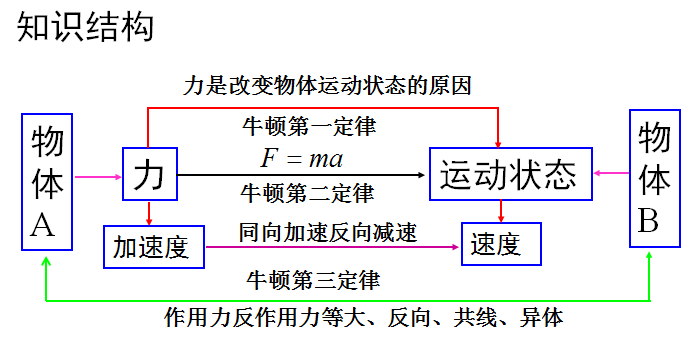 知识结构
力是改变物体运动状态的原因
牛顿第一定律
物体A
力
F = ma
运动状态
物体B
牛顿第二定律
加速度
同向加速反向减速
速度
牛顿第三定律
作用力反作用力等大、反向、共线、异体